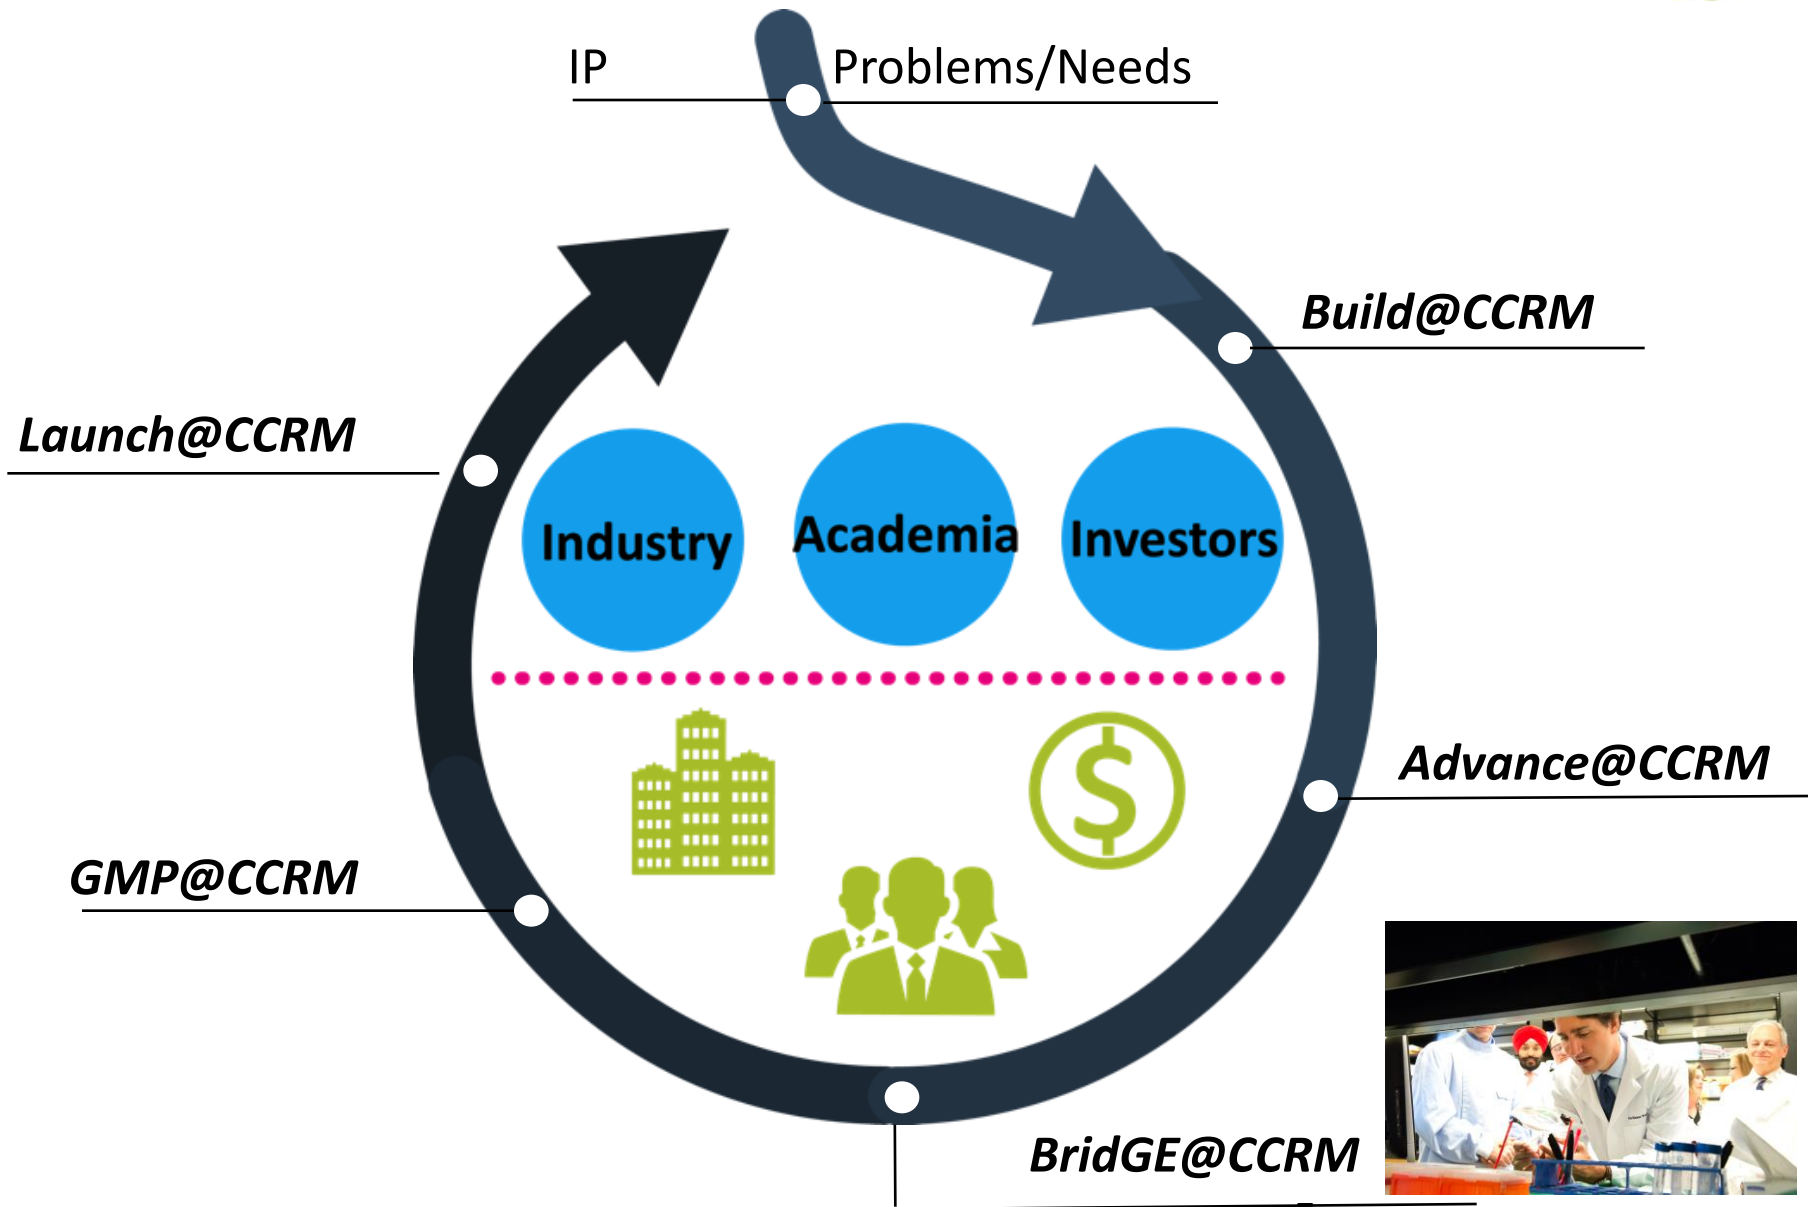 IP
Problems/Needs
Build@CCRM
Launch@CCRM
Industry
Academia
Investors
Advance@CCRM
GMP@CCRM
BridGE@CCRM